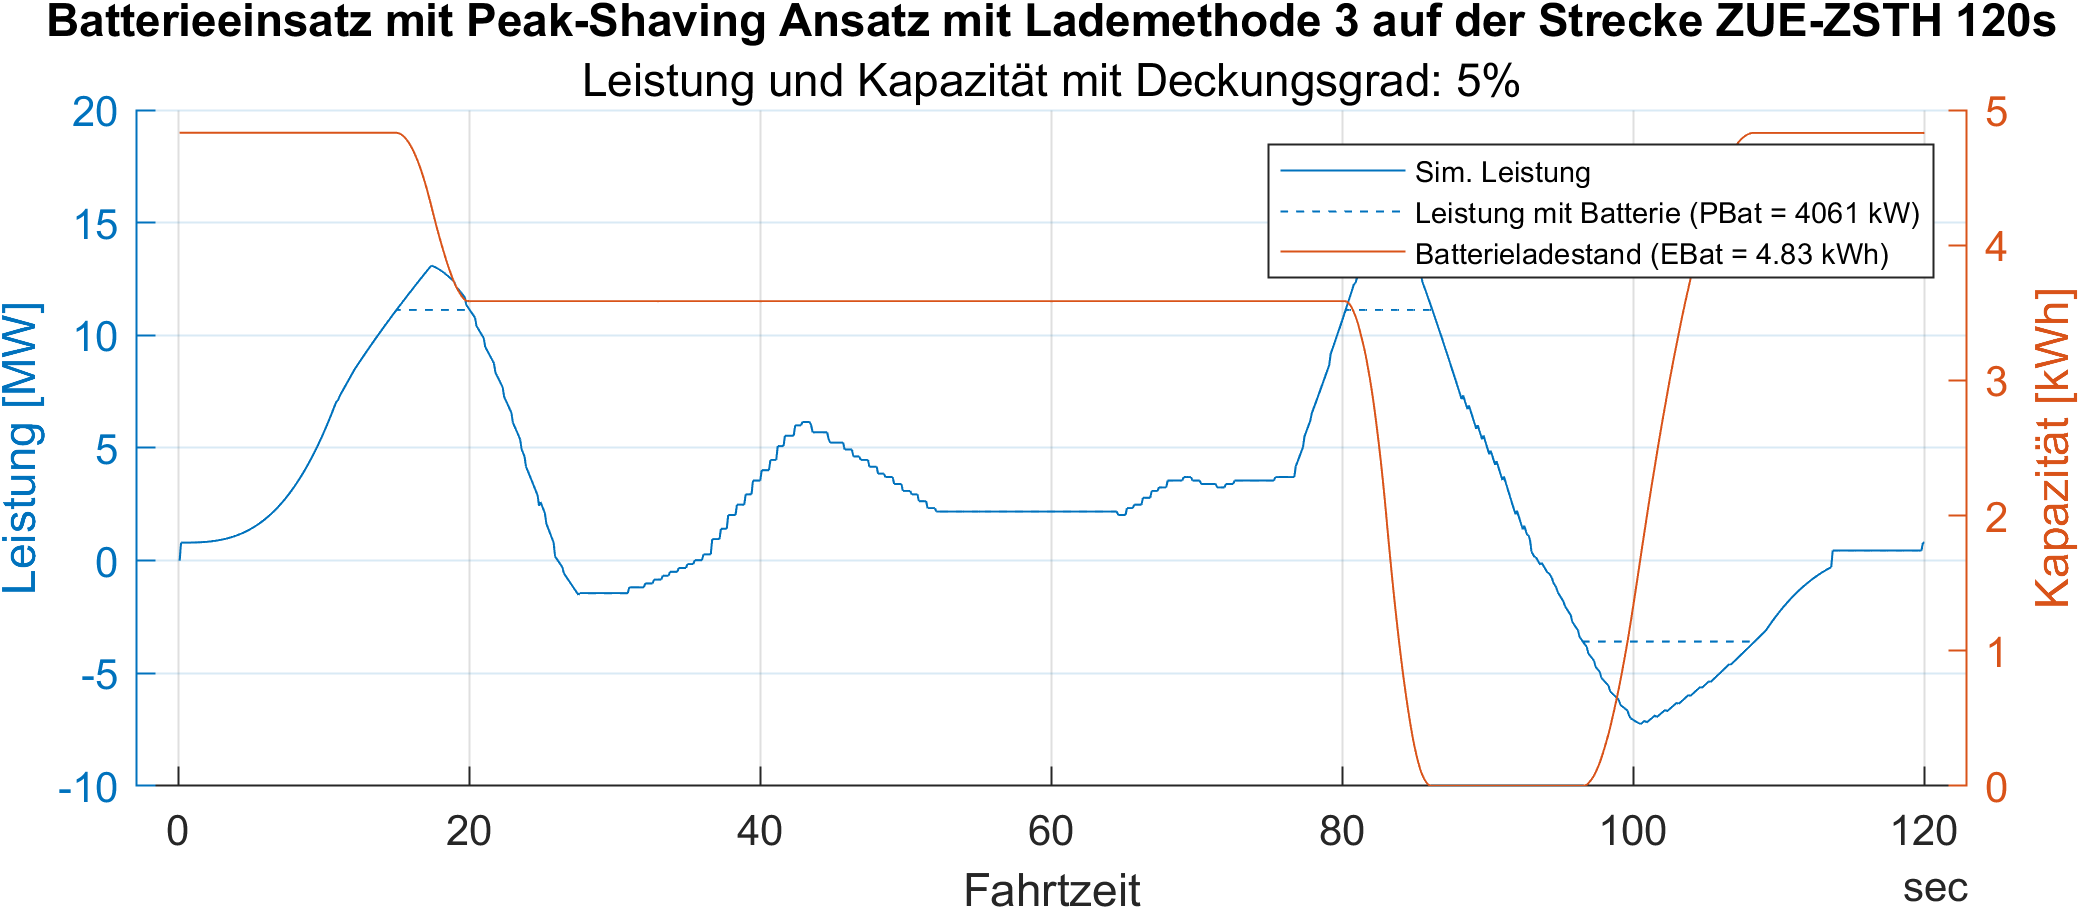 Batterieeinsatz mit Peak-Shaving Ansatz mit Lademethode 3 auf der Strecke ZUE-ZSTH 120s
Leistung und Kapazität mit Deckungsgrad: 5%
20
15
10
5
0
-5
-10
Leistung [MW]
5
4
3
2
1
0
Kapazität [kWh]
Sim. Leistung
Leistung mit Batterie (PBat = 4061 kW)
Batterieladestand (EBat = 4.83 kWh)
0 20 40 60 80 100 120
Fahrtzeit
sec